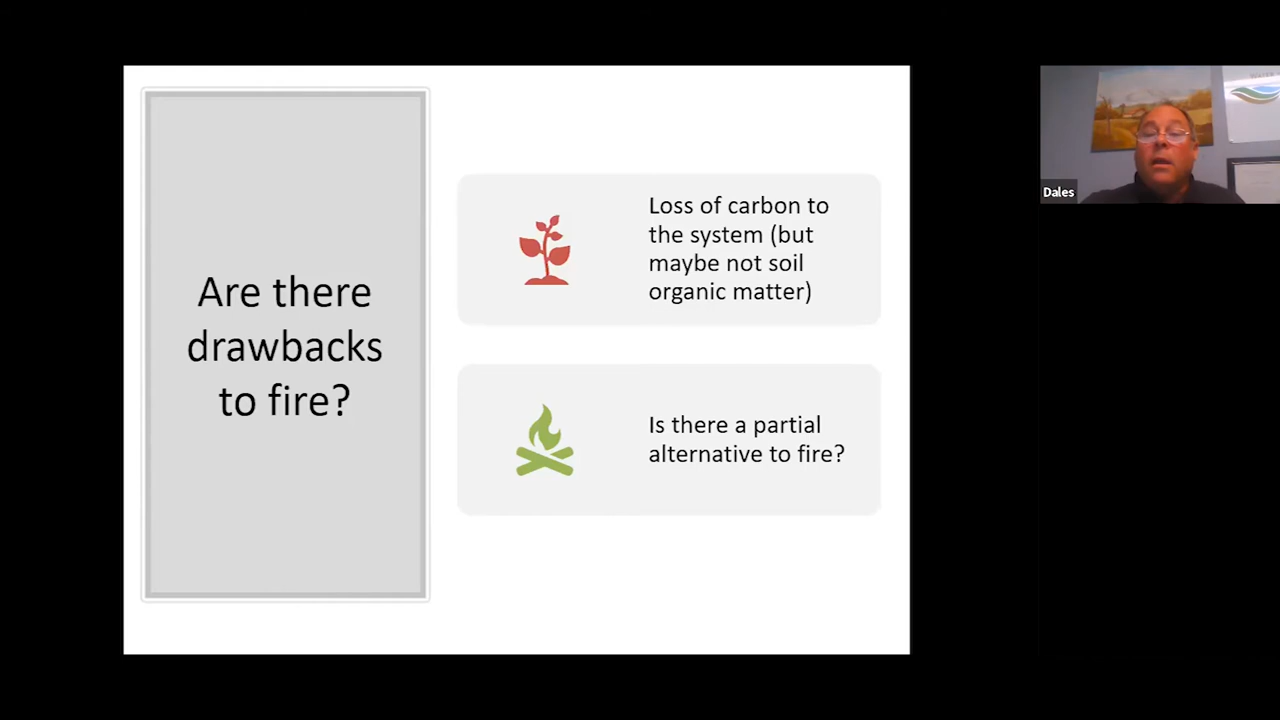 Are there
drawbacks
to fire?
Loss of carbon to
the system (but
maybe not soil
organic matter)
Is there a partial
alternative to fire?
WATER
Dales